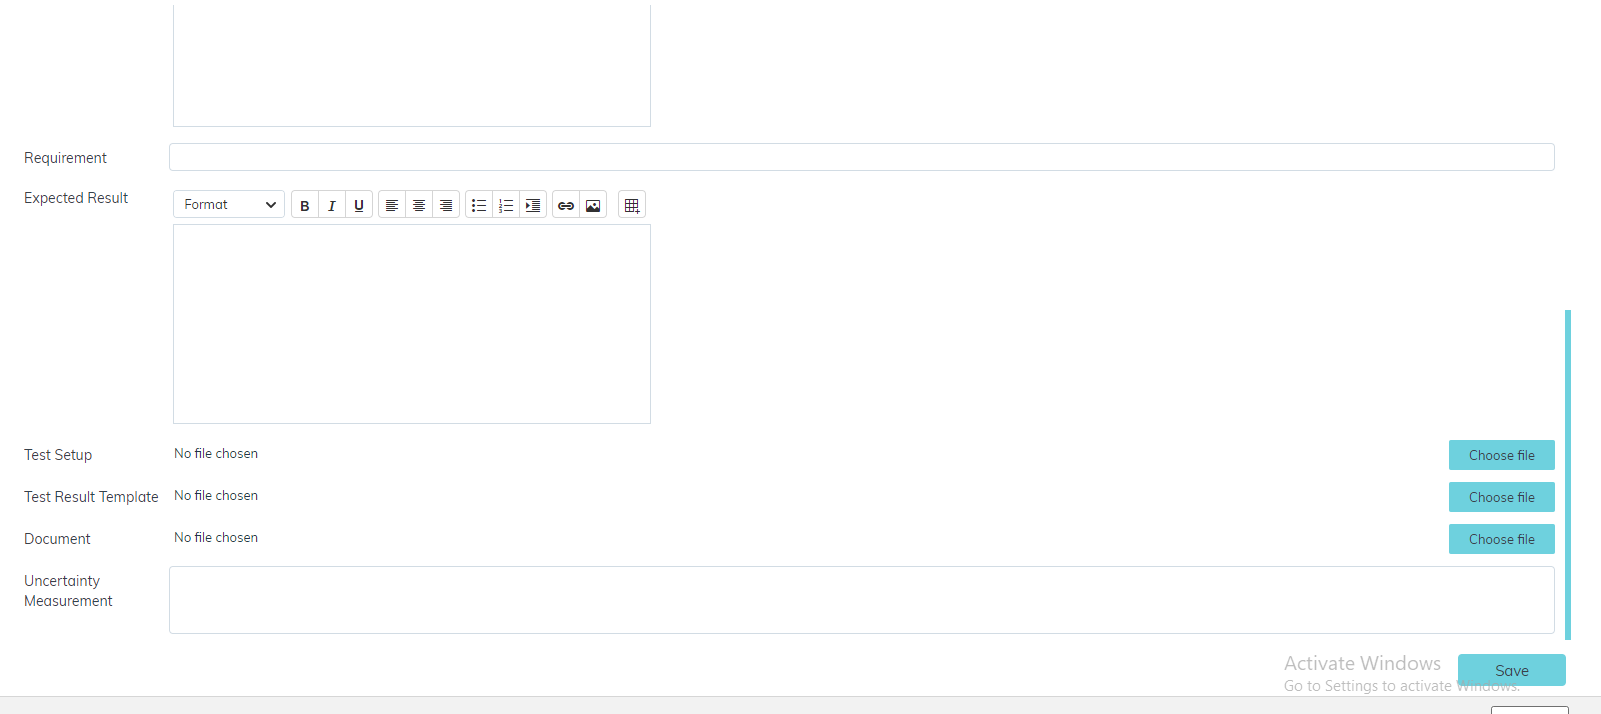 Requirement
Expected Result
Format
B I U
Test Setup No file chosen Choose file
Test Result Template No file chosen Choose file
Document No file chosen Choose file
Uncertainty
Measurement
Activate Windows
Save
Go to Settings to activate Windows.